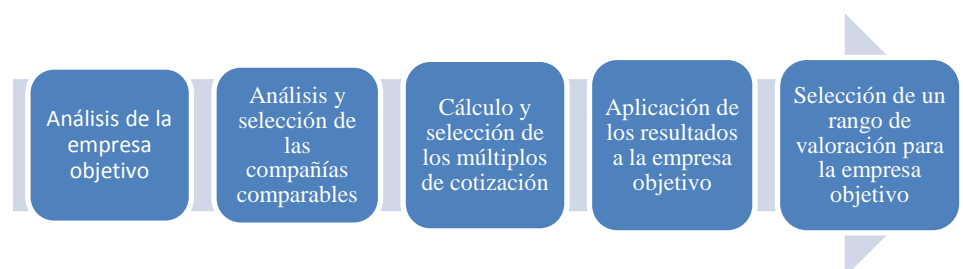 Análisis de la
empresa
objetivo
Análisis y
selección de
las
compañías
comparables
Cálculo y
selección de
los múltiplos
de cotización
Aplicación de
los resultados
a la empresa
objetivo
Selección de un
rango de
valoración para
la empresa
objetivo